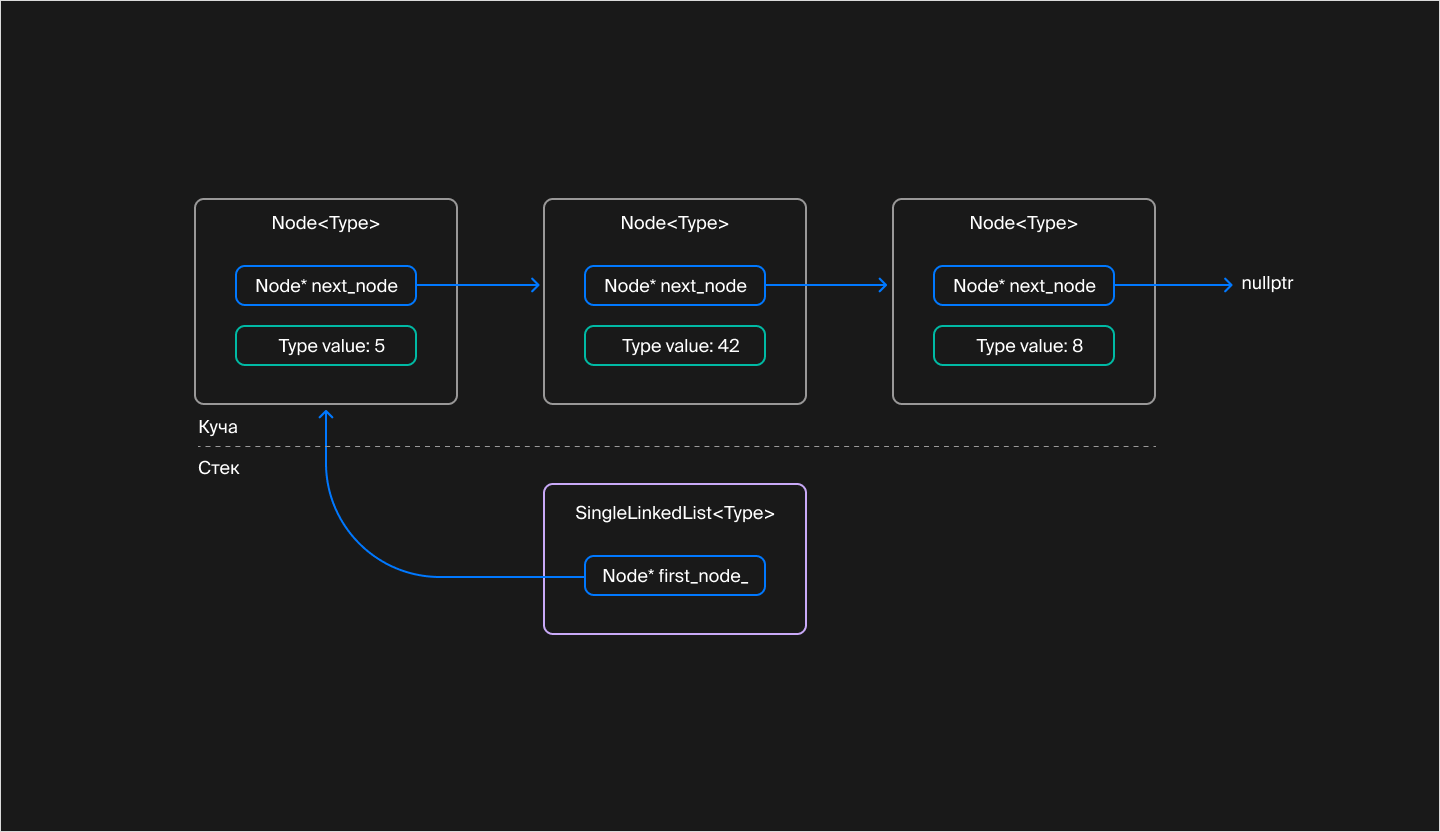 Node<Type>
Node<Type>
Node<Type>
Node* next_node
Node* next_node
Node* next_node
nullptr
Type value: 5
Type value: 42
Type value: 8
Куча
Стек
SingleLinkedList<Type>
Node* first_node_